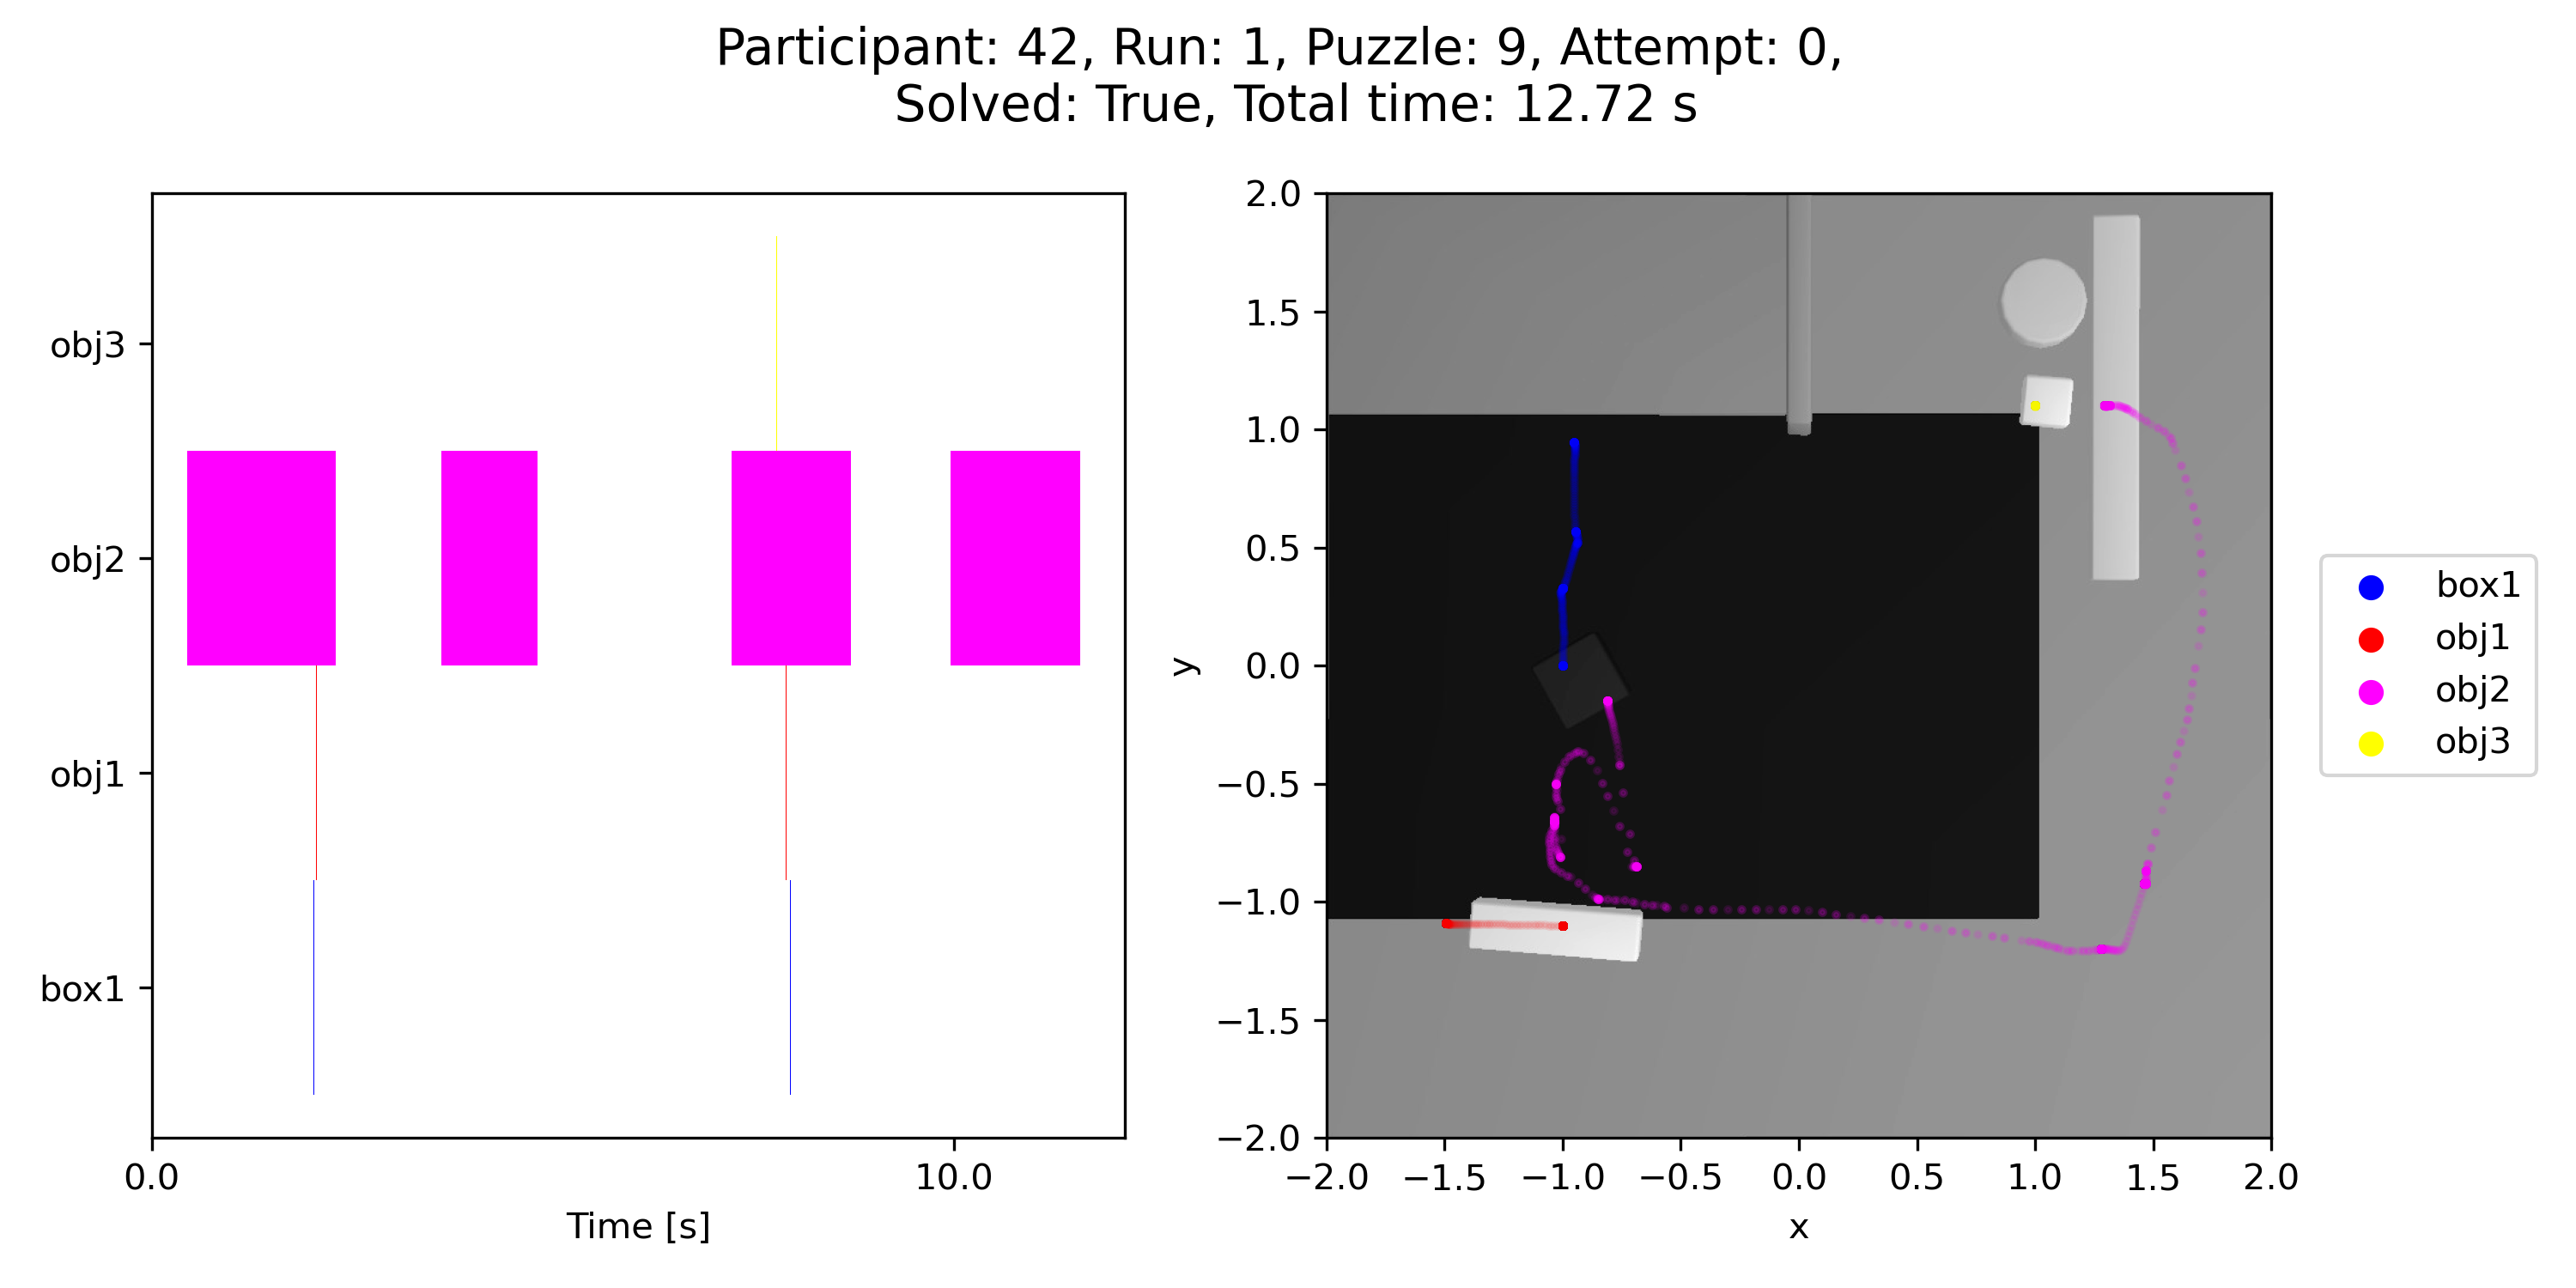 Participant: 42, Run: 1, Puzzle: 9, Attempt: 0,
Solved: True, Total time: 12.72 s
obj3
obj2
obj1
box1
0.0
10.0
Time [s]
2.0
1.5
1.0
0.5
0.0
−0.5
−1.0
−1.5
−2.0
y
−2.0
−1.5
−1.0
−0.5
0.0
0.5
1.0
1.5
2.0
x
box1
obj1
obj2
obj3